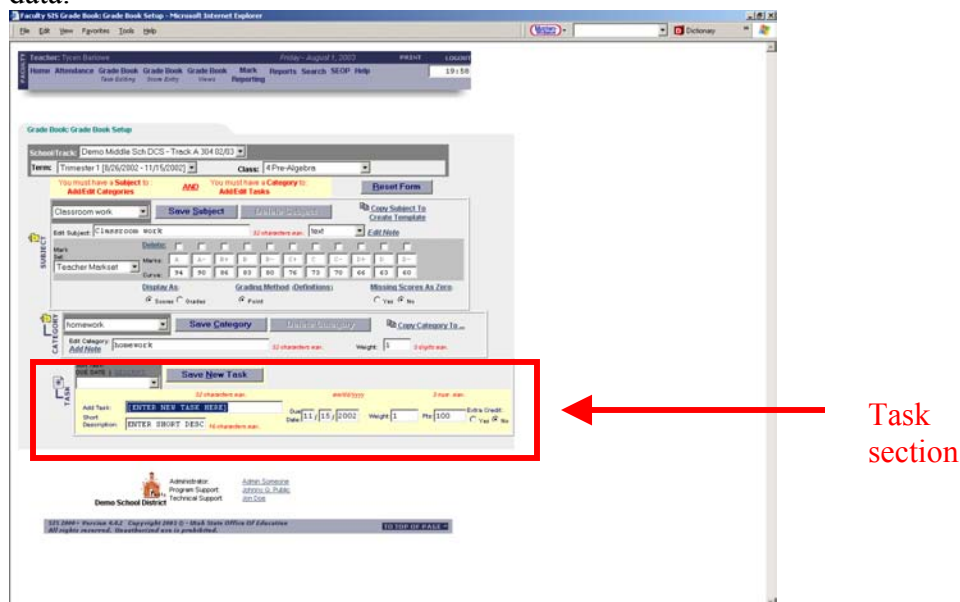 data.
Faculty SIS Grade Book: Grade Book Setup - Microsoft Internet Explorer
File Edit View Favorites Tools Help
Dictionary
FACULTY
Teacher: Tycen Barlowe Friday - August 1, 2003 PRINT LOGOUT
Home Attendance Grade Book Grade Book Grade Book Mark Reports Search SEOP Help 19:58
Task Editing Score Entry Views Reporting
Grade Book: Grade Book Setup
School/Track: Demo Middle Sch DCS - Track A 304 02/03
Term: Trimester 1 [8/26/2002 - 11/15/2002] Class: 4 Pre-Algebra
You must have a Subject to AND You must have a Category to Reset Form
Add/Edit Categories Add/Edit Tasks
Classroom work Save Subject Delete Subject Copy Subject To
Create Template
Edit Subject: Classroom work 32 characters max. text Edit Note
SUBJECT
Mark Set: Delete:
Teacher Markset Marks: A A- B+ B B- C+ C C- D+ D D-
Curve: 94 90 86 83 80 76 73 70 66 63 60
Display As Grading Method (Definitions) Missing Scores As Zero
Scores Grades Point Yes No
CATEGORY
homework Save Category Delete Category Copy Category To ...
Edit Category: homework 32 characters max. Weight: 1 3 digits max.
Add Note
TASK
DUE DATE
Save New Task
32 characters max. mm/dd/yyyy 3 num. max.
Add Task: [ENTER NEW TASK HERE] Due Date: 11 / 15 / 2002 Weight: 1 Pts: 100 Extra Credit:
Short Description: ENTER SHORT DESC 16 characters max. Yes No
Task
section
Administrator: Admin Someone
Program Support Johnny Q. Public
Demo School District Technical Support Jon Doe
SIS 2000+ Version 4.4.2 Copyright 2003 © - Utah State Office Of Education TO TOP OF PAGE ^
All rights reserved. Unauthorized use is prohibited.